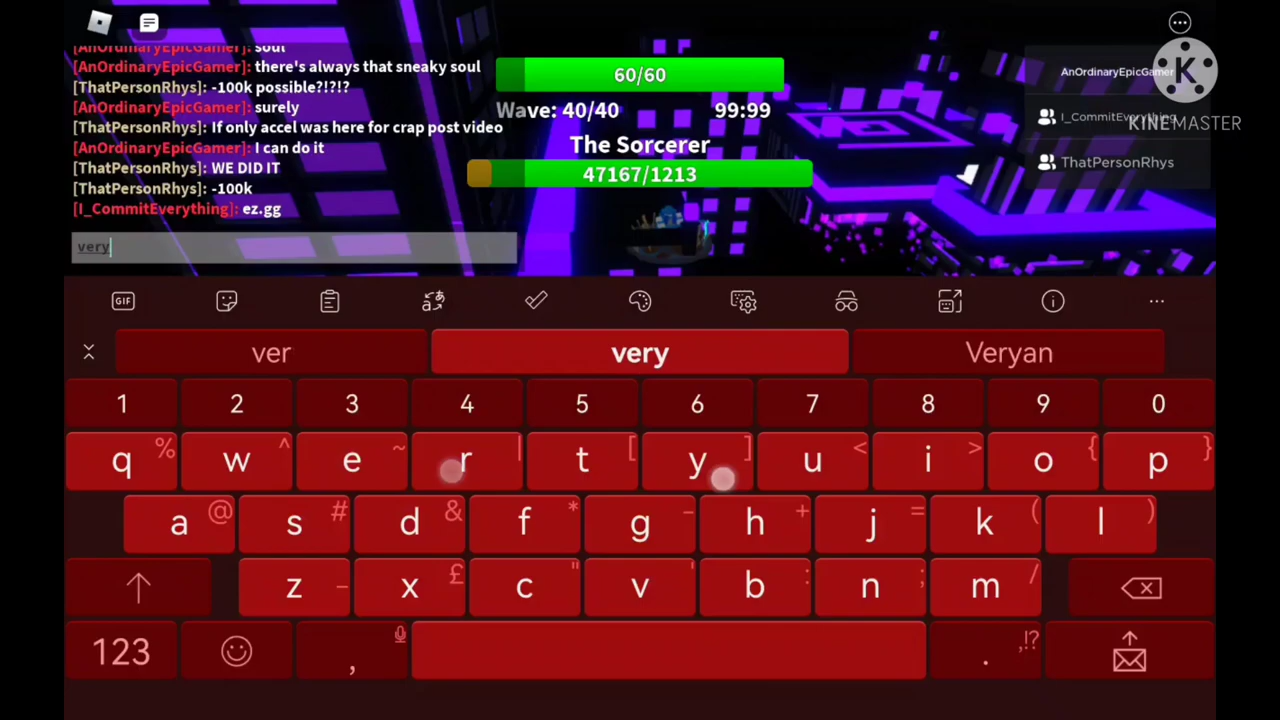 [AnOrdinaryEpicGamer]: soul
[AnOrdinaryEpicGamer]: there's always that sneaky soul
[ThatPersonRhys]: -100k possible?!?!?
[AnOrdinaryEpicGamer]: surely
[ThatPersonRhys]: If only accel was here for crap post video
[AnOrdinaryEpicGamer]: I can do it
[ThatPersonRhys]: WE DID IT
[ThatPersonRhys]: -100k
[I_CommitEverything]: ez.gg
very
60/60
Wave: 40/40 99:99
The Sorcerer
47167/1213
AnOrdinaryEpicGamer
I_CommitEverything
ThatPersonRhys
K
KINEMASTER
GIF
ver very Veryan
1 2 3 4 5 6 7 8 9 0
q % w ^ e ~ r | t [ y ] u < i > o { p }
a @ s # d & f * g - h + j = k ( l )
z _ x £ c " v ' b : n ; m /
123 , . ,!?